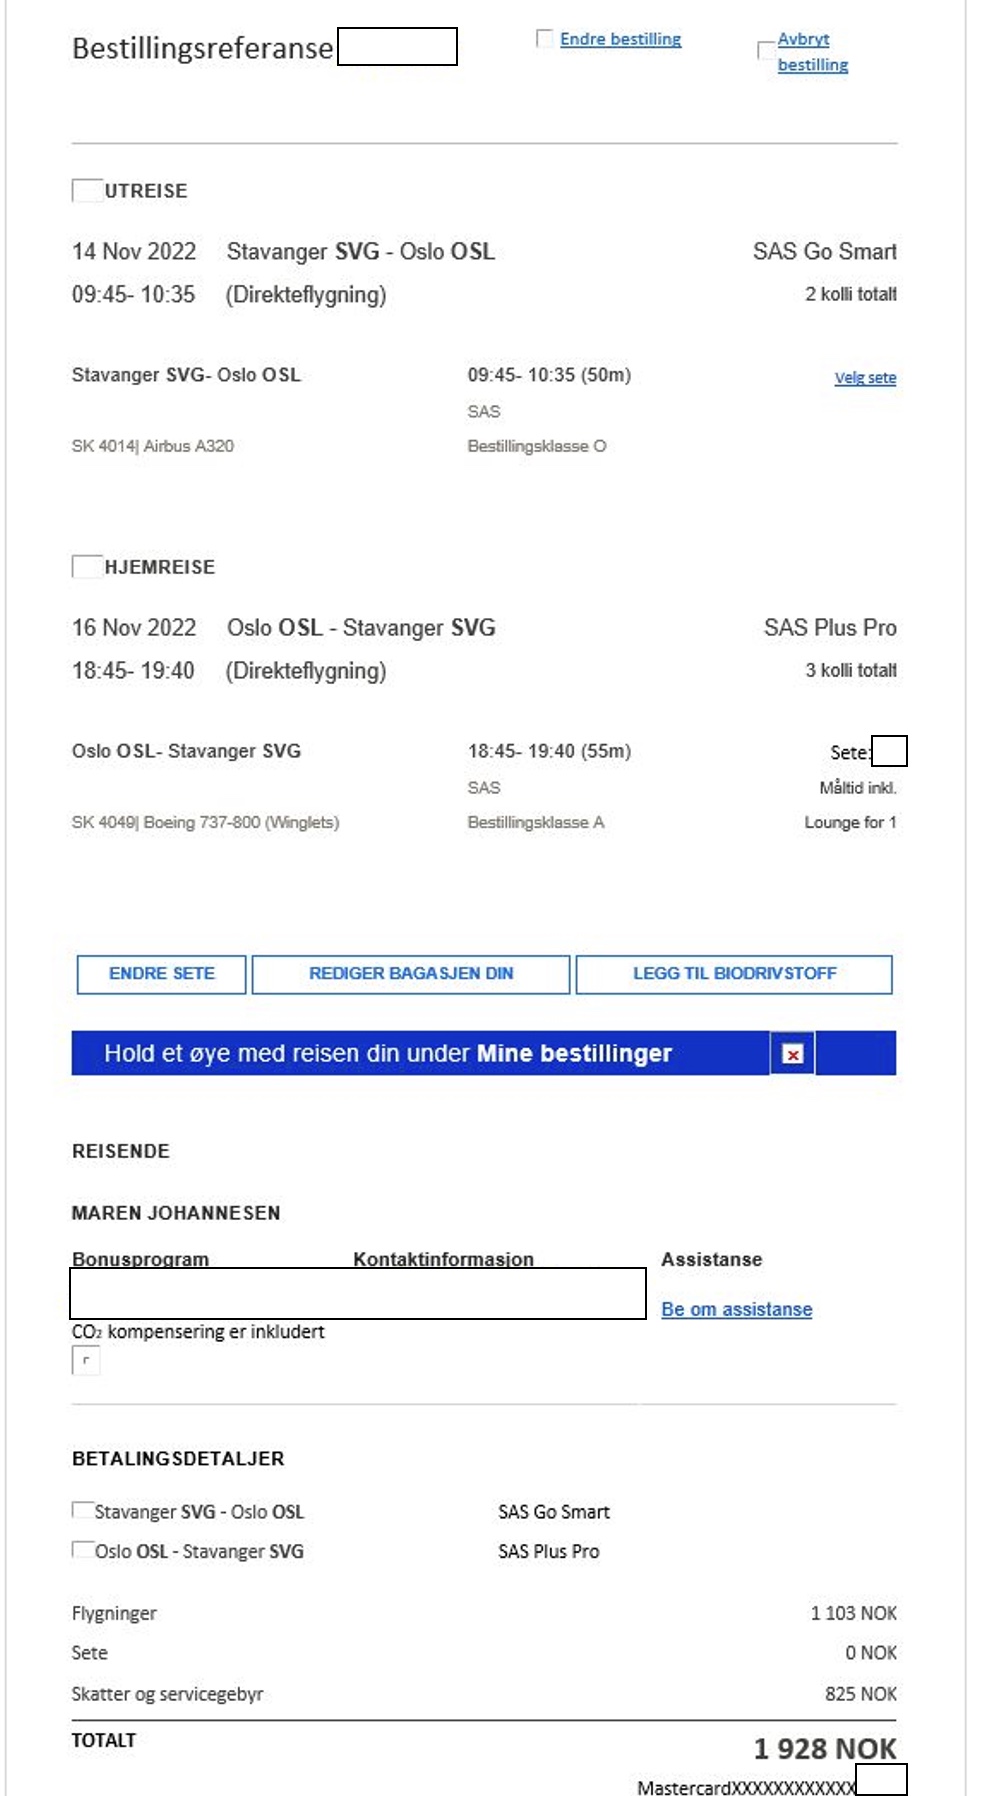 Bestillingsreferanse
Endre bestilling
Avbryt
bestilling
UTREISE
14 Nov 2022 Stavanger SVG - Oslo OSL SAS Go Smart
09:45- 10:35 (Direkteflygning) 2 kolli totalt
Stavanger SVG- Oslo OSL 09:45- 10:35 (50m) Velg sete
SAS
SK 4014| Airbus A320 Bestillingsklasse O
HJEMREISE
16 Nov 2022 Oslo OSL - Stavanger SVG SAS Plus Pro
18:45- 19:40 (Direkteflygning) 3 kolli totalt
Oslo OSL- Stavanger SVG 18:45- 19:40 (55m) Sete:
SAS Måltid inkl.
SK 4049| Boeing 737-800 (Winglets) Bestillingsklasse A Lounge for 1
ENDRE SETE REDIGER BAGASJEN DIN LEGG TIL BIODRIVSTOFF
Hold et øye med reisen din under Mine bestillinger
REISENDE
MAREN JOHANNESEN
Bonusprogram Kontaktinformasjon Assistanse
Be om assistanse
CO₂ kompensering er inkludert
r
BETALINGSDETALJER
Stavanger SVG - Oslo OSL SAS Go Smart
Oslo OSL - Stavanger SVG SAS Plus Pro
Flygninger 1 103 NOK
Sete 0 NOK
Skatter og servicegebyr 825 NOK
TOTALT 1 928 NOK
MastercardXXXXXXXXXXXX